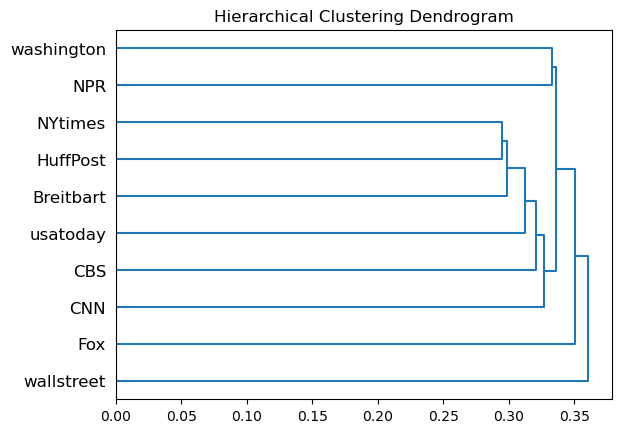 Hierarchical Clustering Dendrogram
washington
NPR
NYtimes
HuffPost
Breitbart
usatoday
CBS
CNN
Fox
wallstreet
0.00 0.05 0.10 0.15 0.20 0.25 0.30 0.35